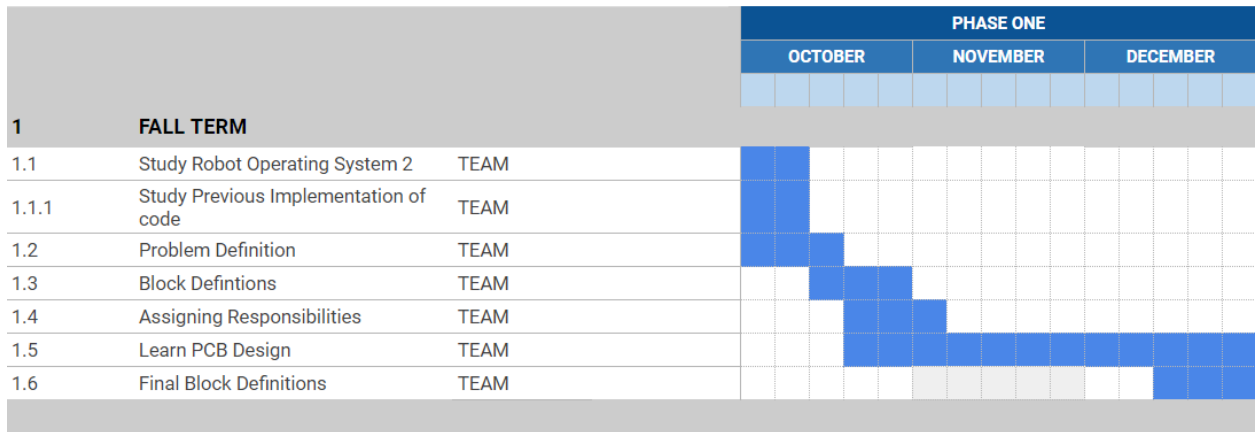 PHASE ONE
OCTOBER NOVEMBER DECEMBER
1 FALL TERM
1.1 Study Robot Operating System 2 TEAM
1.1.1 Study Previous Implementation of
code TEAM
1.2 Problem Definition TEAM
1.3 Block Defintions TEAM
1.4 Assigning Responsibilities TEAM
1.5 Learn PCB Design TEAM
1.6 Final Block Definitions TEAM